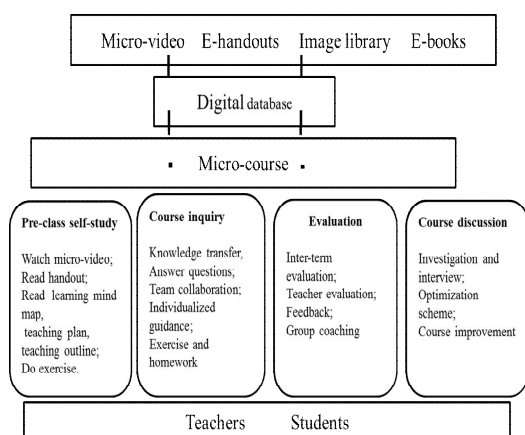 Micro-video E-handouts Image library E-books
Digital database
Micro-course
Pre-class self-study
Watch micro-video;
Read handout;
Read learning mind
map,
teaching plan,
teaching outline;
Do exercise.
Course inquiry
Knowledge transfer,
Answer questions;
Team collaboration;
Individualized
guidance;
Exercise and
homework
Evaluation
Inter-term
evaluation;
Teacher evaluation;
Feedback;
Group coaching
Course discussion
Investigation and
interview;
Optimization
scheme;
Course improvement
Teachers Students